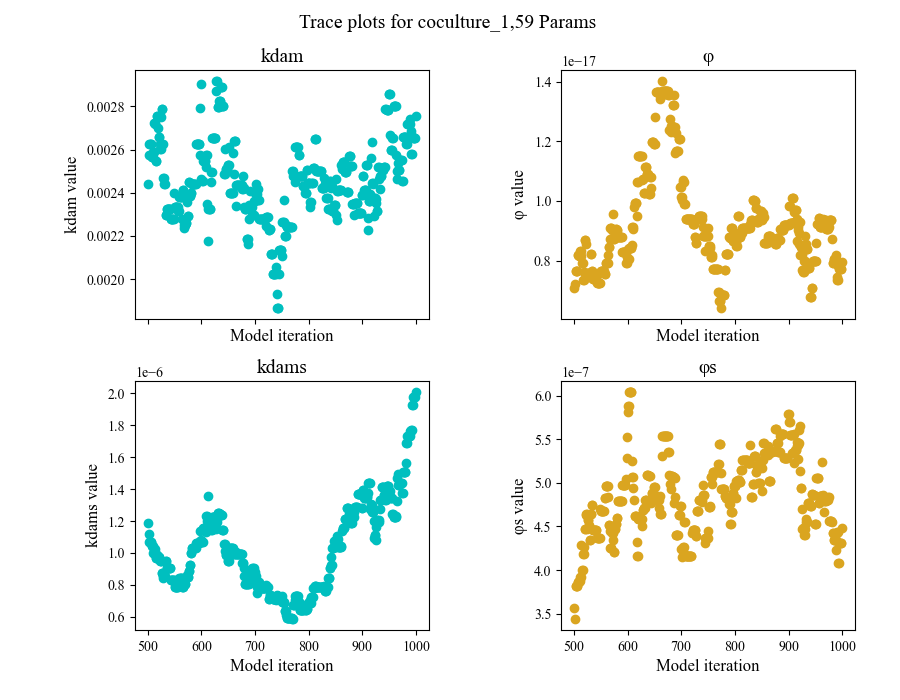 Trace plots for coculture_1,59 Params
kdam
kdam value
0.0028
0.0026
0.0024
0.0022
0.0020
Model iteration
φ
1e−17
φ value
1.4
1.2
1.0
0.8
Model iteration
kdams
1e−6
kdams value
2.0
1.8
1.6
1.4
1.2
1.0
0.8
0.6
500 600 700 800 900 1000
Model iteration
φs
1e−7
φs value
6.0
5.5
5.0
4.5
4.0
3.5
500 600 700 800 900 1000
Model iteration